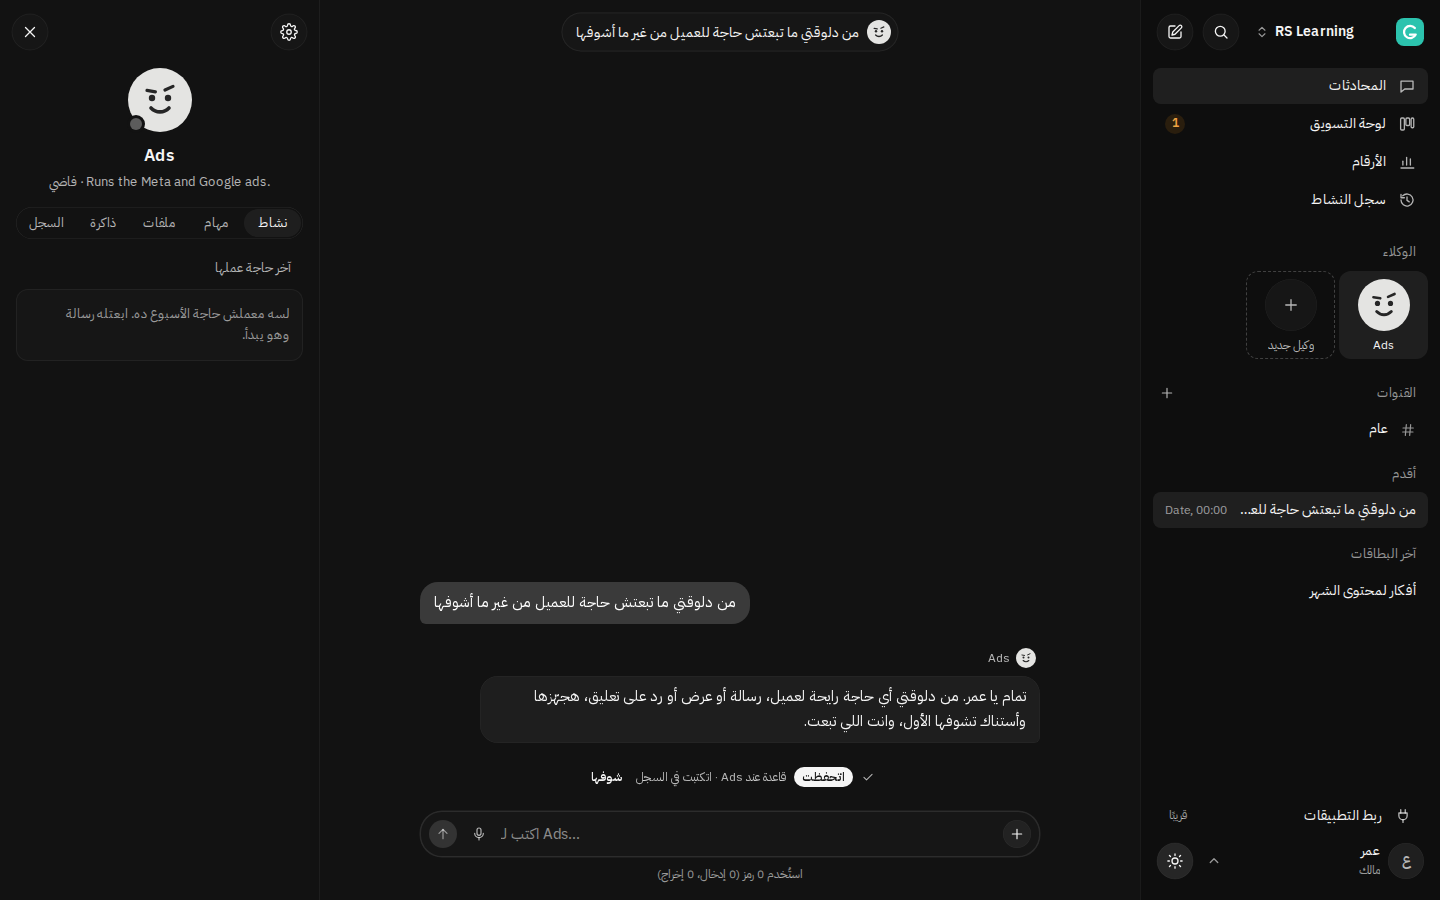 RS Learning
المحادثات
لوحة التسويق
1
الأرقام
سجل النشاط
الوكلاء
Ads
وكيل جديد
القنوات
عام
أقدم
من دلوقتي ما تبعتش حاجة للعـ...
Date, 00:00
آخر البطاقات
أفكار لمحتوى الشهر
ربط التطبيقات
قريبًا
ع
عمر
مالك
من دلوقتي ما تبعتش حاجة للعميل من غير ما أشوفها
من دلوقتي ما تبعتش حاجة للعميل من غير ما أشوفها
Ads
تمام يا عمر. من دلوقتي أي حاجة رايحة لعميل، رسالة أو عرض أو رد على تعليق، هجهّزها
وأستناك تشوفها الأول، وانت اللي تبعت.
اتحفظت قاعدة عند Ads · اتكتبت في السجل شوفها
اكتب لـ Ads...
استُخدم 0 رمز (0 إدخال، 0 إخراج)
Ads
Runs the Meta and Google ads. · فاضي
نشاط
مهام
ملفات
ذاكرة
السجل
آخر حاجة عملها
لسه معملش حاجة الأسبوع ده. ابعتله رسالة
وهو يبدأ.